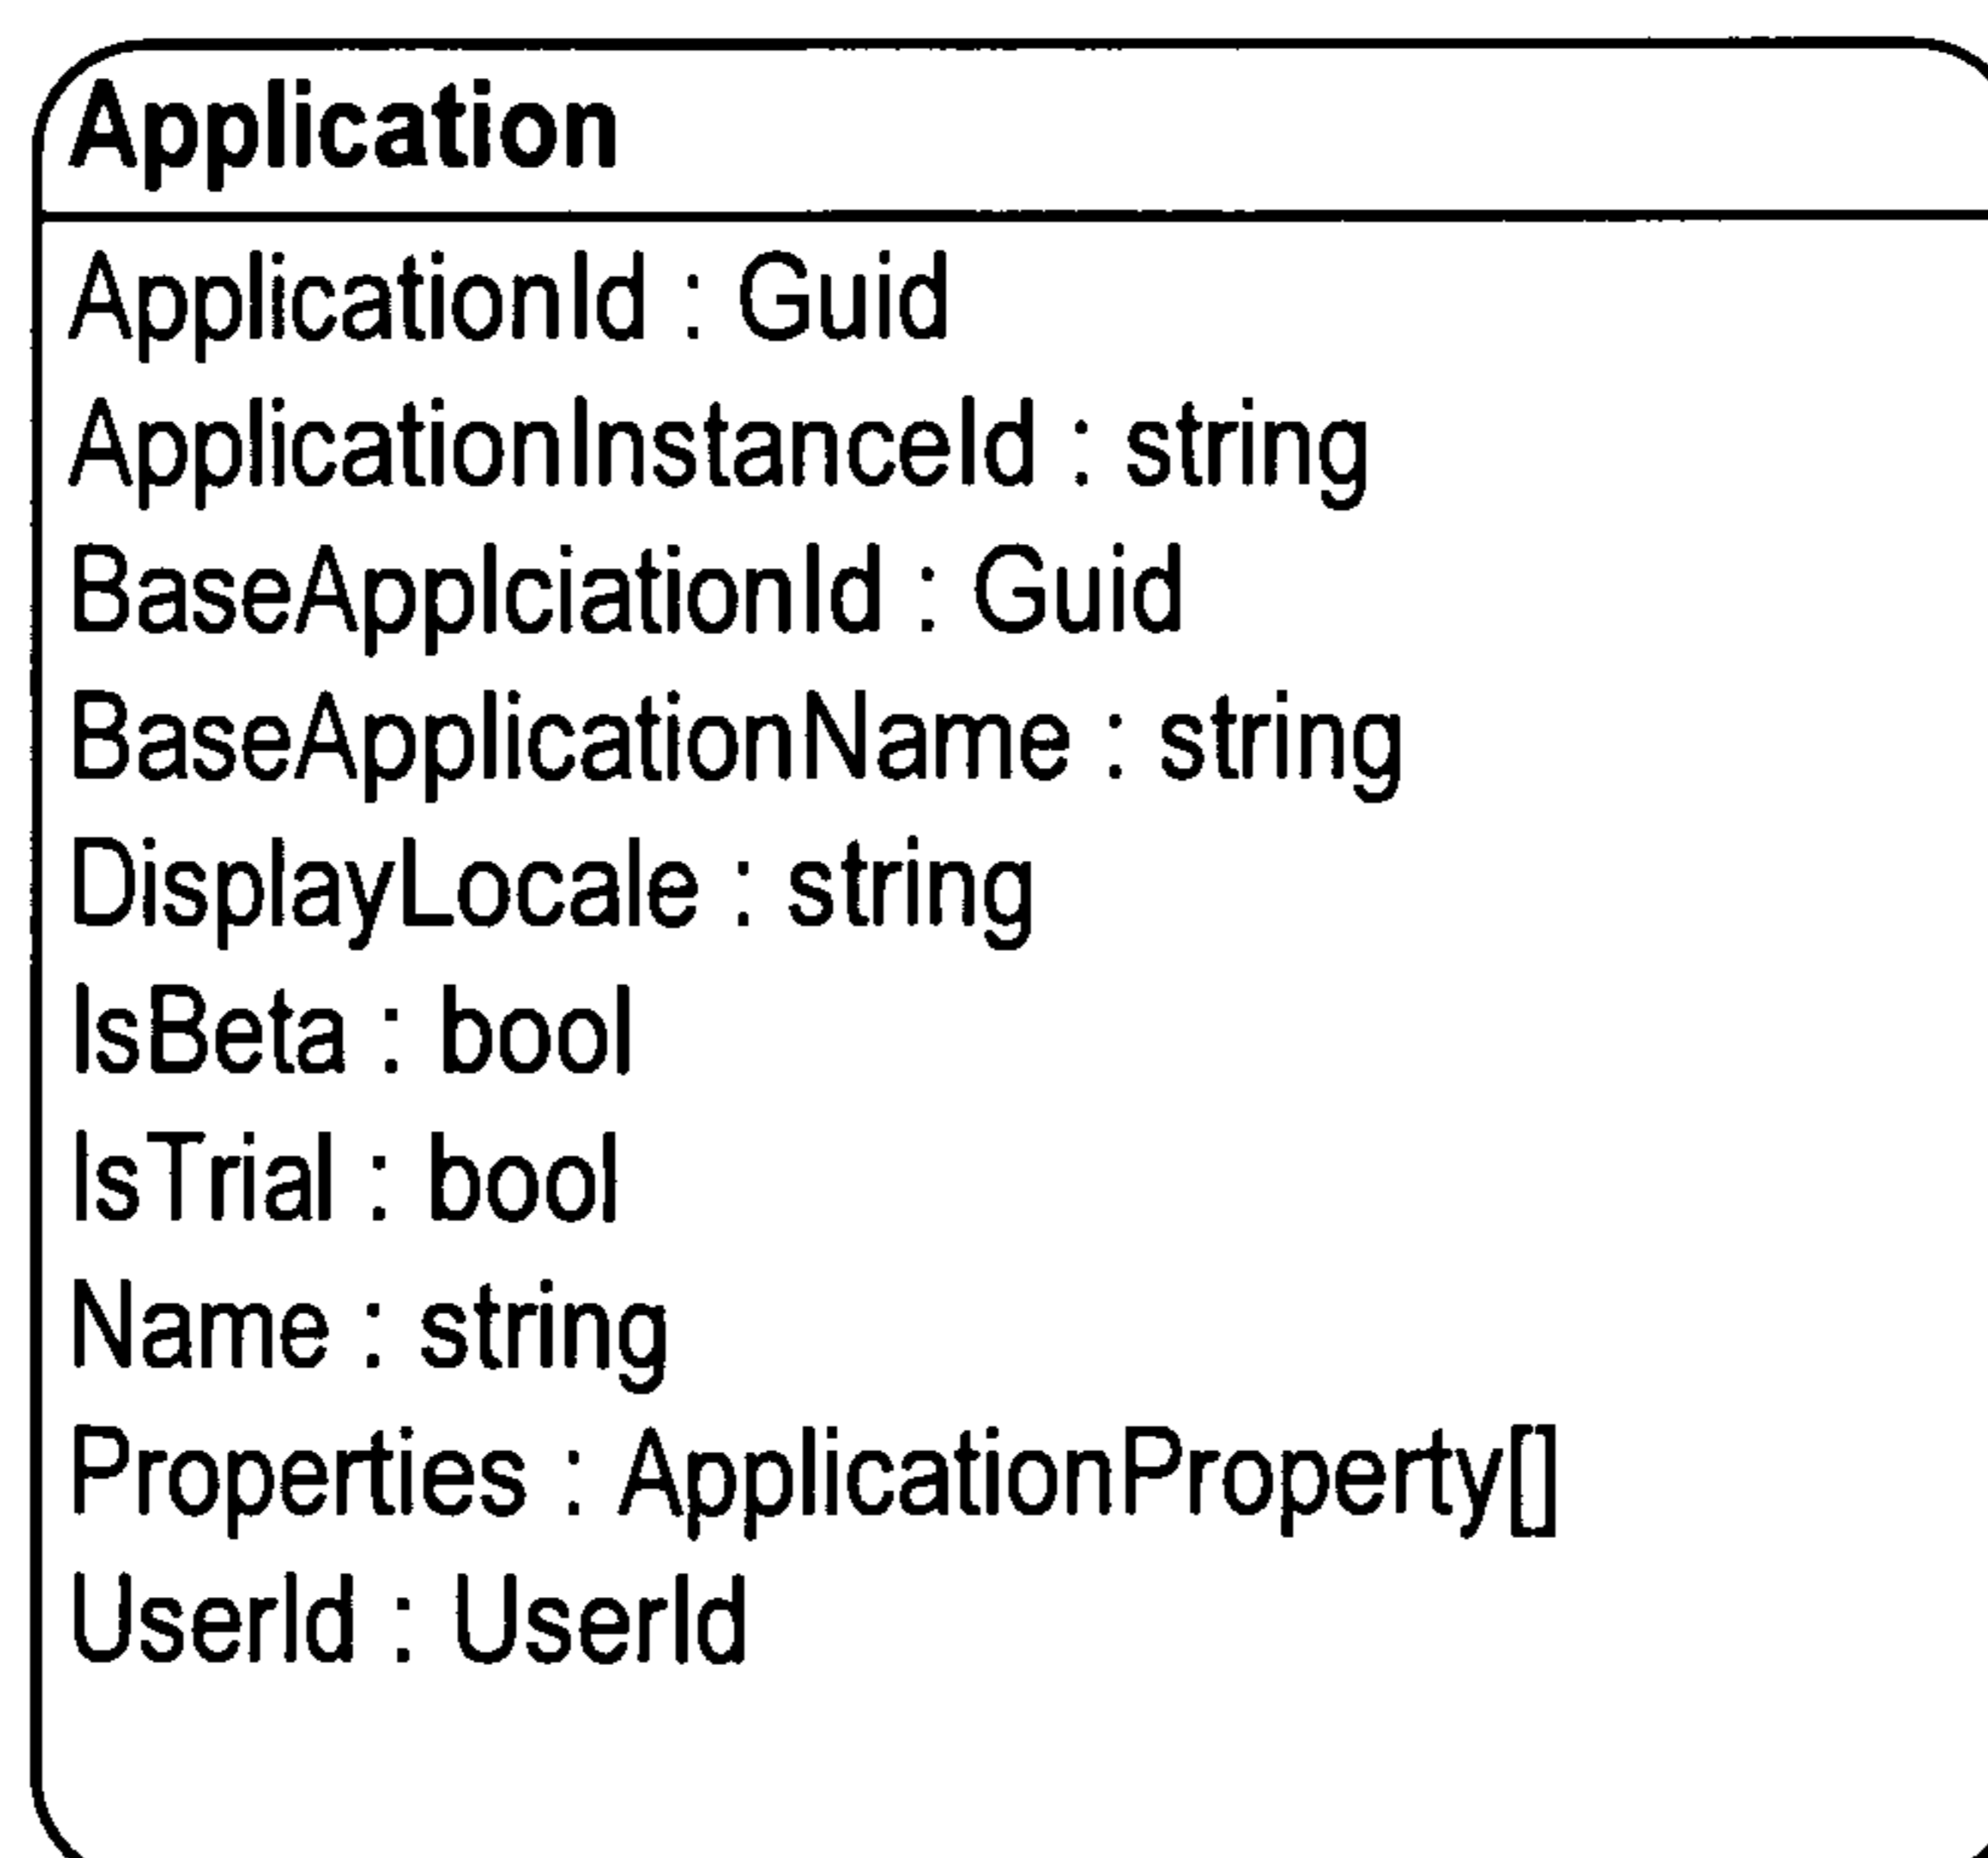 Application
ApplicationId : Guid
ApplicationInstanceId : string
BaseApplciationId : Guid
BaseApplicationName : string
DisplayLocale : string
IsBeta : bool
IsTrial : bool
Name : string
Properties : ApplicationProperty[]
UserId : UserId